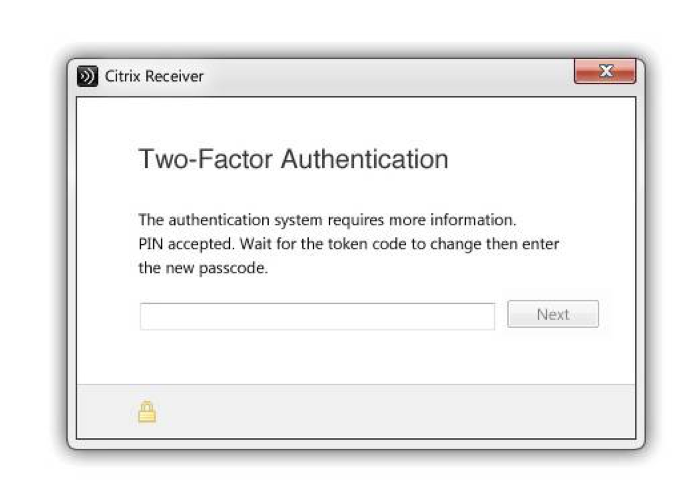 Citrix Receiver
Two-Factor Authentication
The authentication system requires more information.
PIN accepted. Wait for the token code to change then enter
the new passcode.
Next